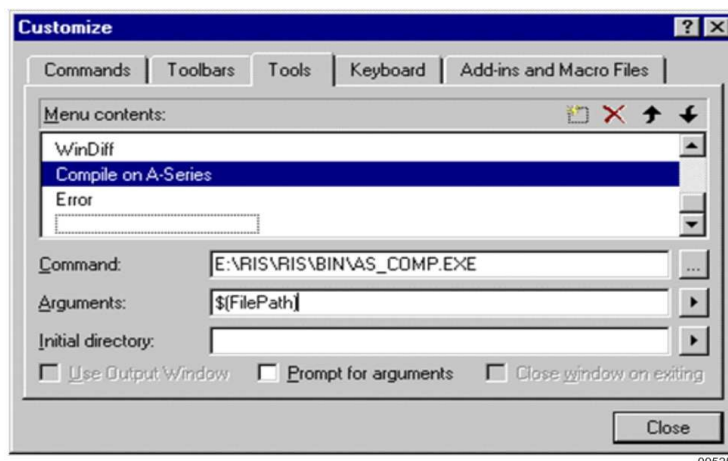 Customize
Commands Toolbars Tools Keyboard Add-ins and Macro Files
Menu contents:
WinDiff
Compile on A-Series
Error
Command: E:\RIS\RIS\BIN\AS_COMP.EXE ...
Arguments: $(FilePath)
Initial directory:
Use Output Window Prompt for arguments Close window on exiting
Close